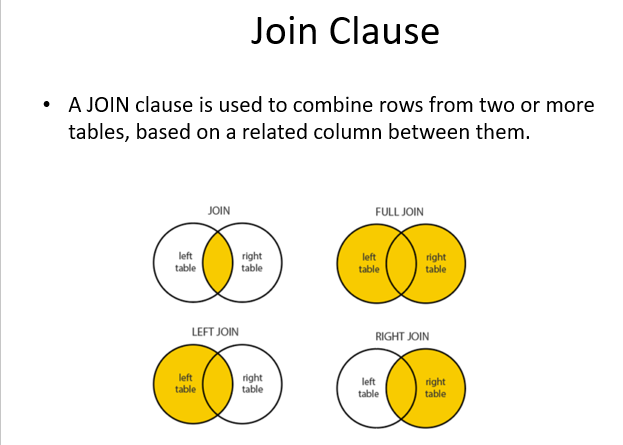 Join Clause
• A JOIN clause is used to combine rows from two or more
tables, based on a related column between them.
JOIN
left
table
right
table
FULL JOIN
left
table
right
table
LEFT JOIN
left
table
right
table
RIGHT JOIN
left
table
right
table